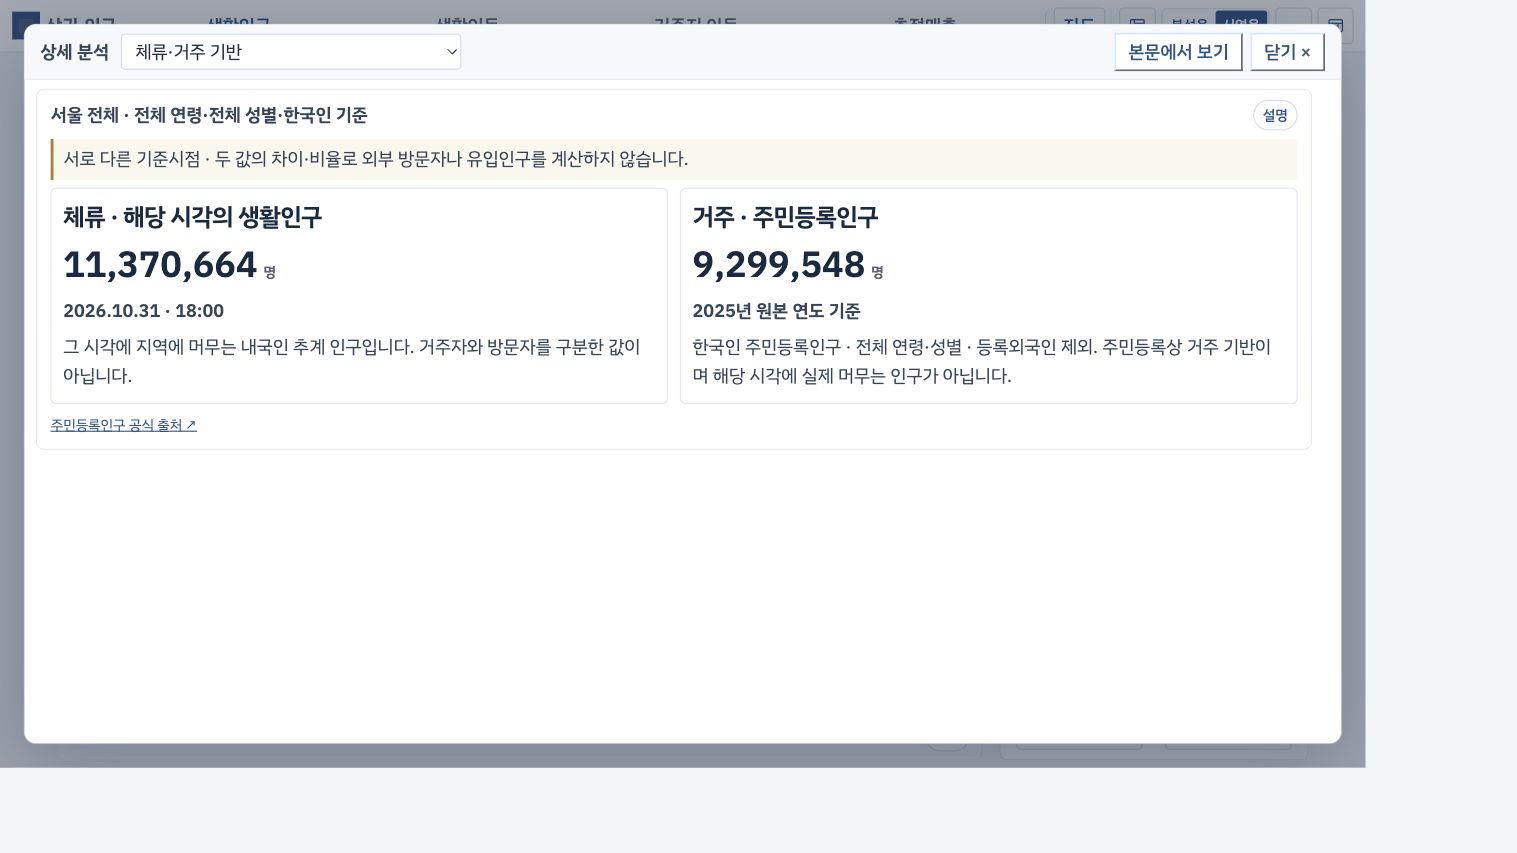 상세 분석
체류·거주 기반
본문에서 보기
닫기 ×
서울 전체 · 전체 연령·전체 성별·한국인 기준
설명
서로 다른 기준시점 · 두 값의 차이·비율로 외부 방문자나 유입인구를 계산하지 않습니다.
체류 · 해당 시각의 생활인구
11,370,664 명
2026.10.31 · 18:00
그 시각에 지역에 머무는 내국인 추계 인구입니다. 거주자와 방문자를 구분한 값이
아닙니다.
거주 · 주민등록인구
9,299,548 명
2025년 원본 연도 기준
한국인 주민등록인구 · 전체 연령·성별 · 등록외국인 제외. 주민등록상 거주 기반이
며 해당 시각에 실제 머무는 인구가 아닙니다.
주민등록인구 공식 출처 ↗